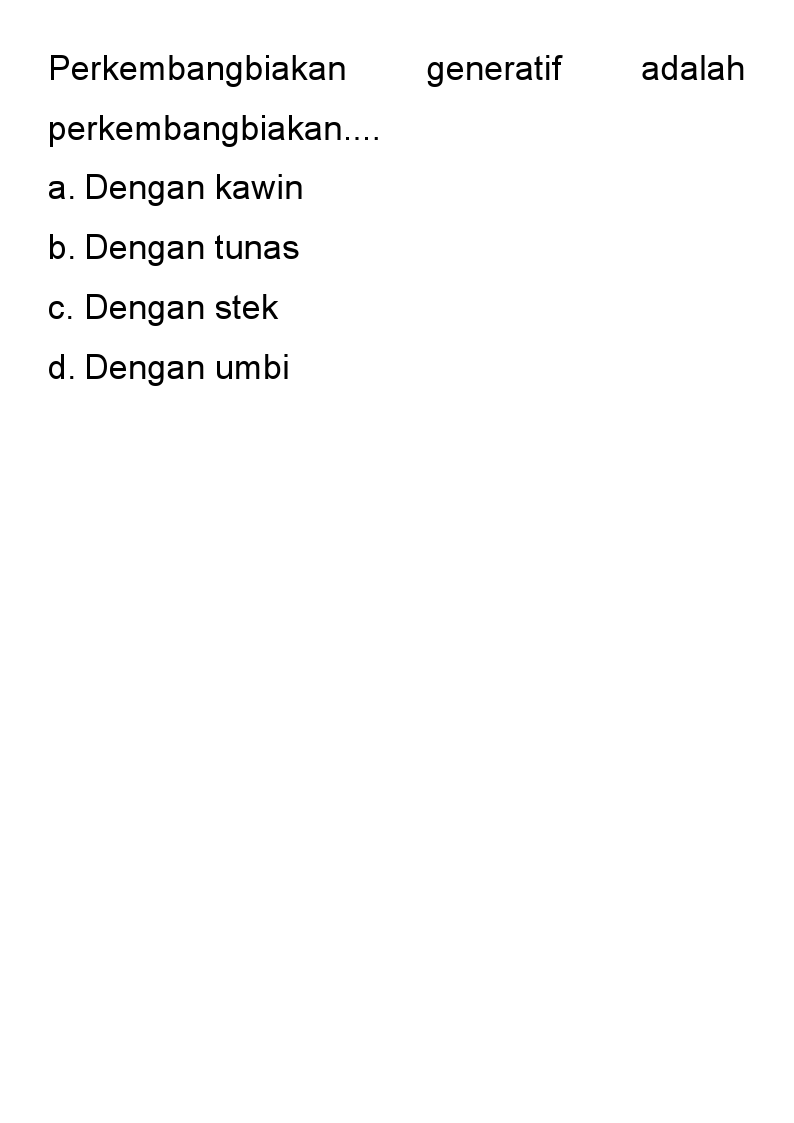 Perkembangbiakan generatif adalah
perkembangbiakan....
a. Dengan kawin
b. Dengan tunas
c. Dengan stek
d. Dengan umbi